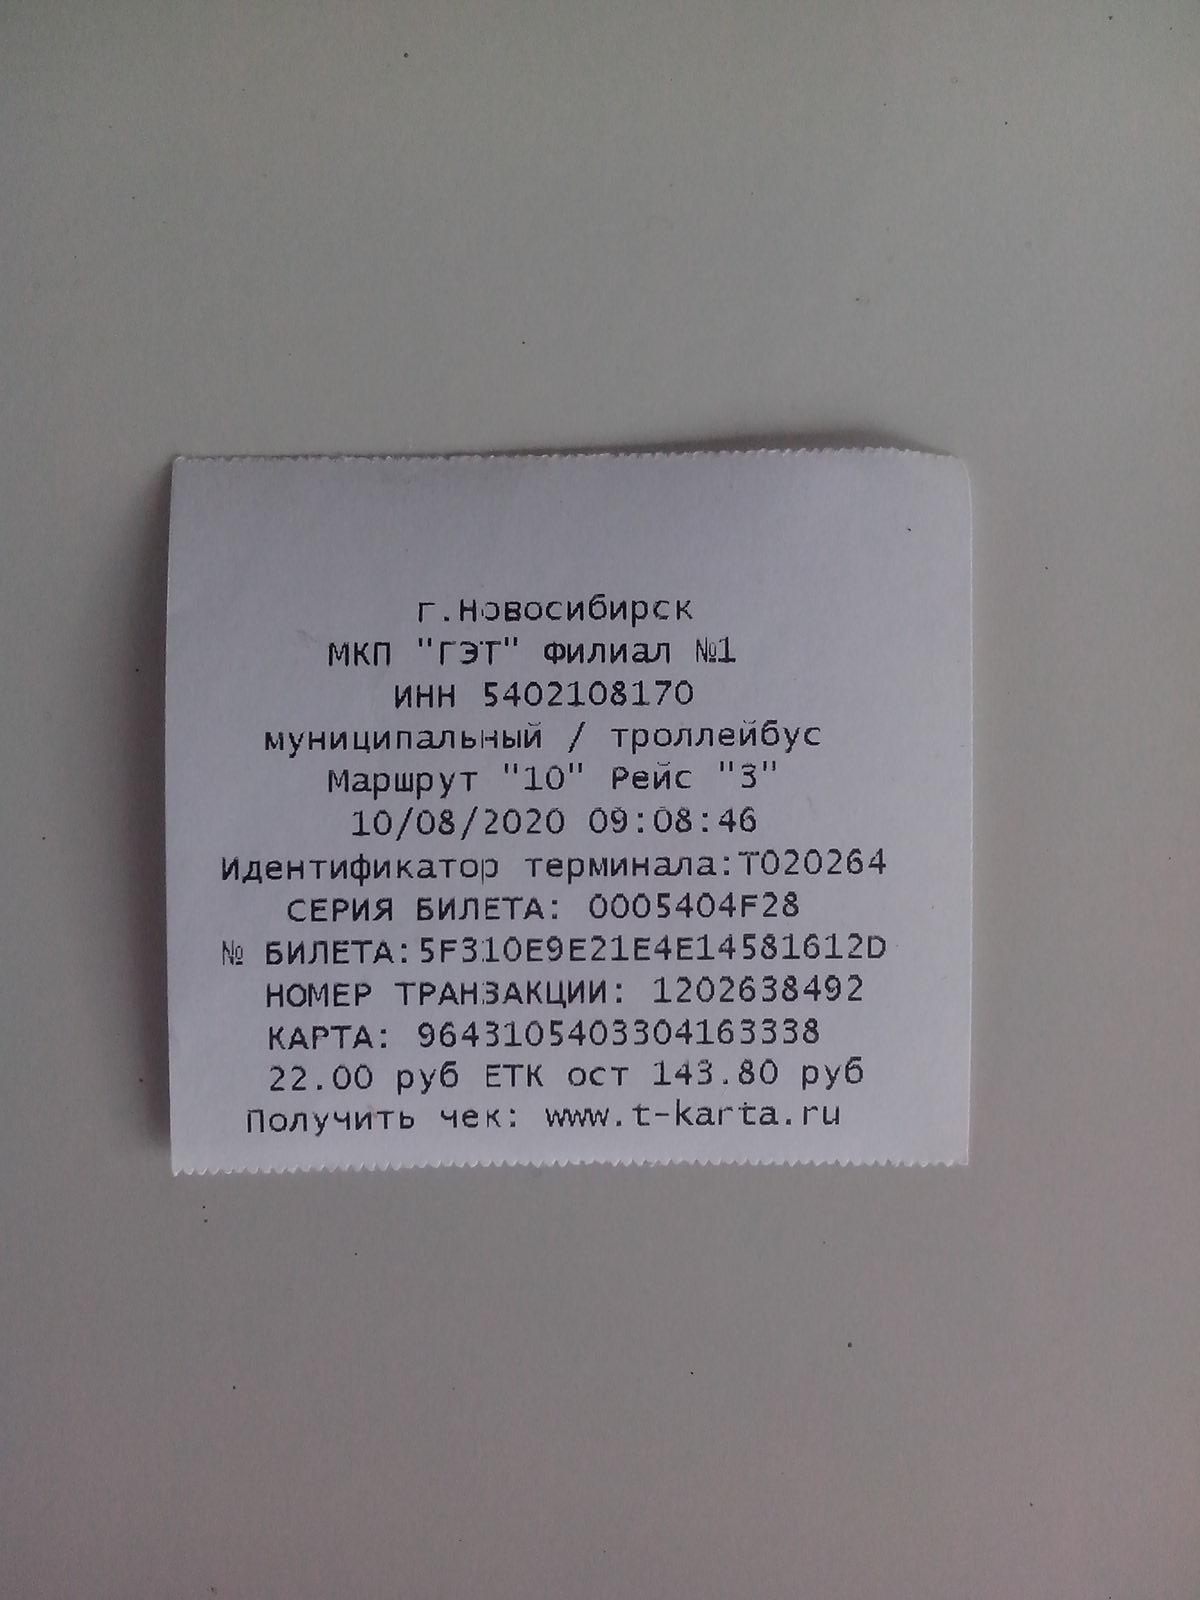 г.Новосибирск
МКП "ГЭТ" Филиал №1
ИНН 5402108170
муниципальный / троллейбус
Маршрут "10" Рейс "3"
10/08/2020 09:08:46
Идентификатор терминала:Т020264
СЕРИЯ БИЛЕТА: 0005404F28
№ БИЛЕТА:5F310E9E21E4E14581612D
НОМЕР ТРАНЗАКЦИИ: 1202638492
КАРТА: 9643105403304163338
22.00 руб ЕТК ост 143.80 руб
Получить чек: www.t-karta.ru